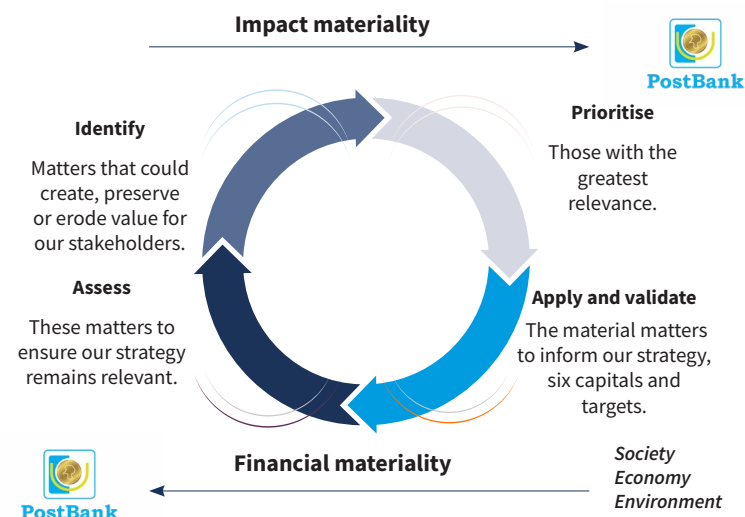 Impact materiality
PostBank
Identify
Matters that could
create, preserve
or erode value for
our stakeholders.
Prioritise
Those with the
greatest
relevance.
Assess
These matters to
ensure our strategy
remains relevant.
Apply and validate
The material matters
to inform our strategy,
six capitals and
targets.
Financial materiality
Society
Economy
Environment
PostBank